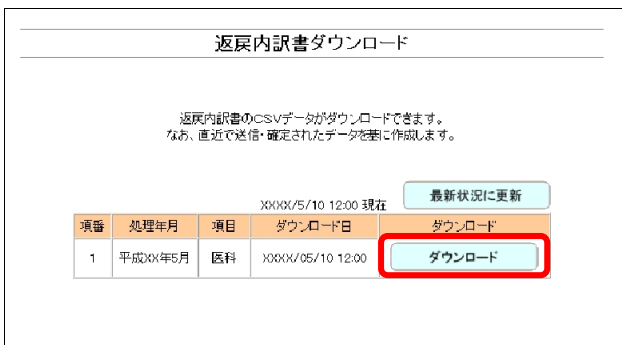 返戻内訳書ダウンロード
返戻内訳書のCSVデータがダウンロードできます。
なお、直近で送信・確定されたデータを基に作成します。
XXXX/5/10 12:00 現在
最新状況に更新
項番 処理年月 項目 ダウンロード日 ダウンロード
1 平成XX年5月 医科 XXXX/05/10 12:00 ダウンロード